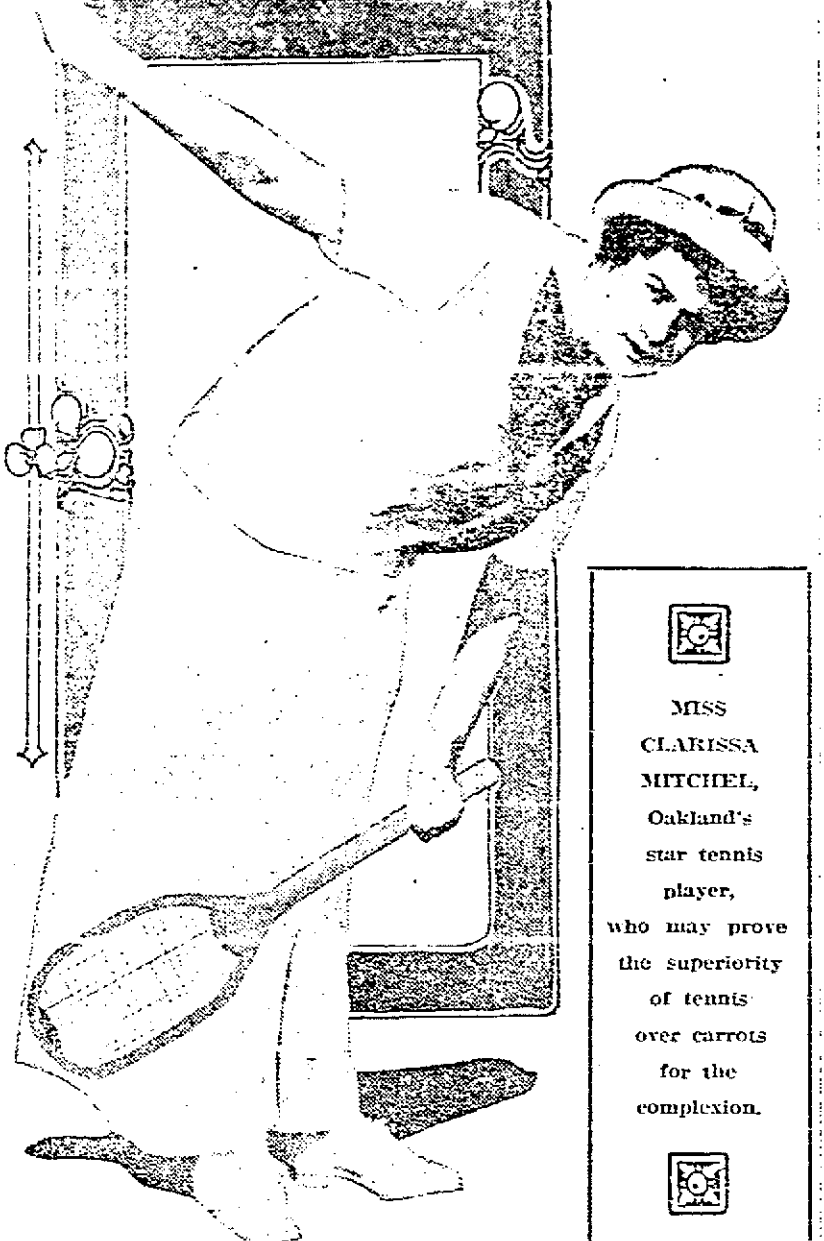 MISS
CLARISSA
MITCHEL,
Oakland's
star tennis
player,
who may prove
the superiority
of tennis
over carrots
for the
complexion.